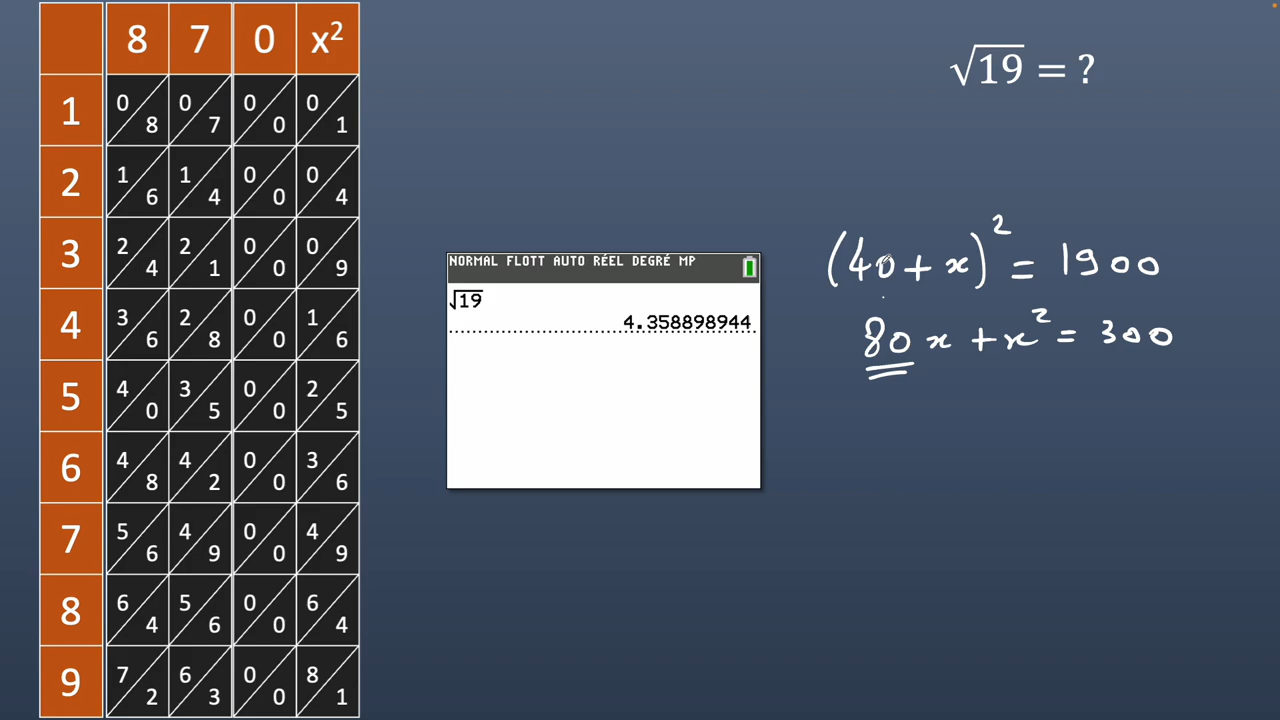 8 7 0 x²
1 0/8 0/7 0/0 0/1
2 1/6 1/4 0/0 0/4
3 2/4 2/1 0/0 0/9
4 3/6 2/8 0/0 1/6
5 4/0 3/5 0/0 2/5
6 4/8 4/2 0/0 3/6
7 5/6 4/9 0/0 4/9
8 6/4 5/6 0/0 6/4
9 7/2 6/3 0/0 8/1
NORMAL FLOTT AUTO RÉEL DEGRÉ MP
√19
4.358898944
√19 = ?
(40+x)² = 1900
80x + x² = 300